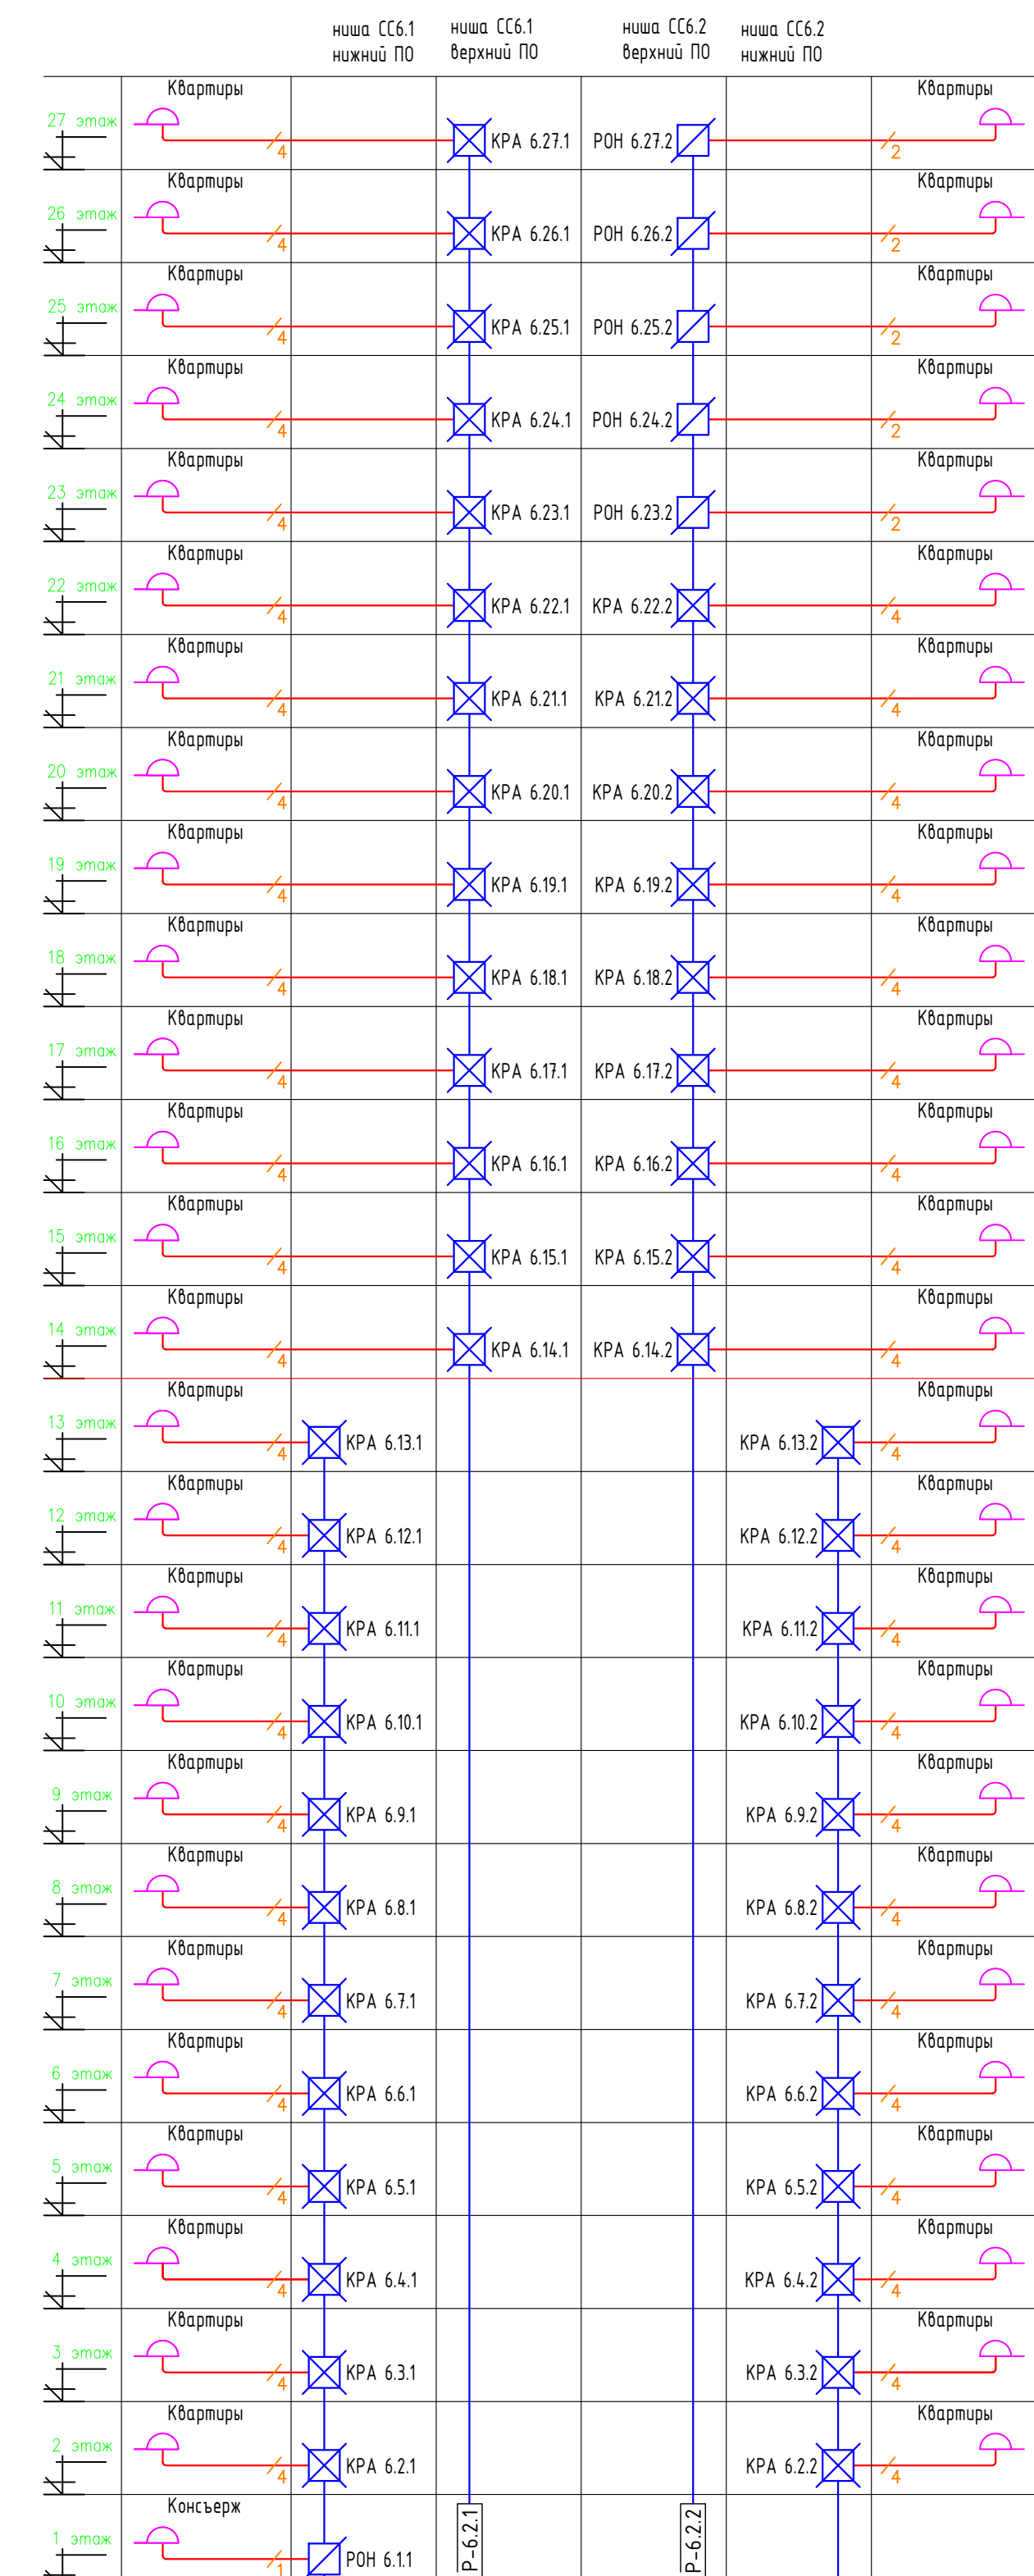 ниша СС6.1
нижний ПО
ниша СС6.1
верхний ПО
ниша СС6.2
верхний ПО
ниша СС6.2
нижний ПО
Квартиры Квартиры
27 этаж 4 КРА 6.27.1 РОН 6.27.2 2
Квартиры Квартиры
26 этаж 4 КРА 6.26.1 РОН 6.26.2 2
Квартиры Квартиры
25 этаж 4 КРА 6.25.1 РОН 6.25.2 2
Квартиры Квартиры
24 этаж 4 КРА 6.24.1 РОН 6.24.2 2
Квартиры Квартиры
23 этаж 4 КРА 6.23.1 РОН 6.23.2 2
Квартиры Квартиры
22 этаж 4 КРА 6.22.1 КРА 6.22.2 4
Квартиры Квартиры
21 этаж 4 КРА 6.21.1 КРА 6.21.2 4
Квартиры Квартиры
20 этаж 4 КРА 6.20.1 КРА 6.20.2 4
Квартиры Квартиры
19 этаж 4 КРА 6.19.1 КРА 6.19.2 4
Квартиры Квартиры
18 этаж 4 КРА 6.18.1 КРА 6.18.2 4
Квартиры Квартиры
17 этаж 4 КРА 6.17.1 КРА 6.17.2 4
Квартиры Квартиры
16 этаж 4 КРА 6.16.1 КРА 6.16.2 4
Квартиры Квартиры
15 этаж 4 КРА 6.15.1 КРА 6.15.2 4
Квартиры Квартиры
14 этаж 4 КРА 6.14.1 КРА 6.14.2 4
Квартиры Квартиры
13 этаж 4 КРА 6.13.1 КРА 6.13.2 4
Квартиры Квартиры
12 этаж 4 КРА 6.12.1 КРА 6.12.2 4
Квартиры Квартиры
11 этаж 4 КРА 6.11.1 КРА 6.11.2 4
Квартиры Квартиры
10 этаж 4 КРА 6.10.1 КРА 6.10.2 4
Квартиры Квартиры
9 этаж 4 КРА 6.9.1 КРА 6.9.2 4
Квартиры Квартиры
8 этаж 4 КРА 6.8.1 КРА 6.8.2 4
Квартиры Квартиры
7 этаж 4 КРА 6.7.1 КРА 6.7.2 4
Квартиры Квартиры
6 этаж 4 КРА 6.6.1 КРА 6.6.2 4
Квартиры Квартиры
5 этаж 4 КРА 6.5.1 КРА 6.5.2 4
Квартиры Квартиры
4 этаж 4 КРА 6.4.1 КРА 6.4.2 4
Квартиры Квартиры
3 этаж 4 КРА 6.3.1 КРА 6.3.2 4
Квартиры Квартиры
2 этаж 4 КРА 6.2.1 КРА 6.2.2 4
Консъерж
1 этаж 1 РОН 6.1.1
Р-6.2.1
Р-6.2.2